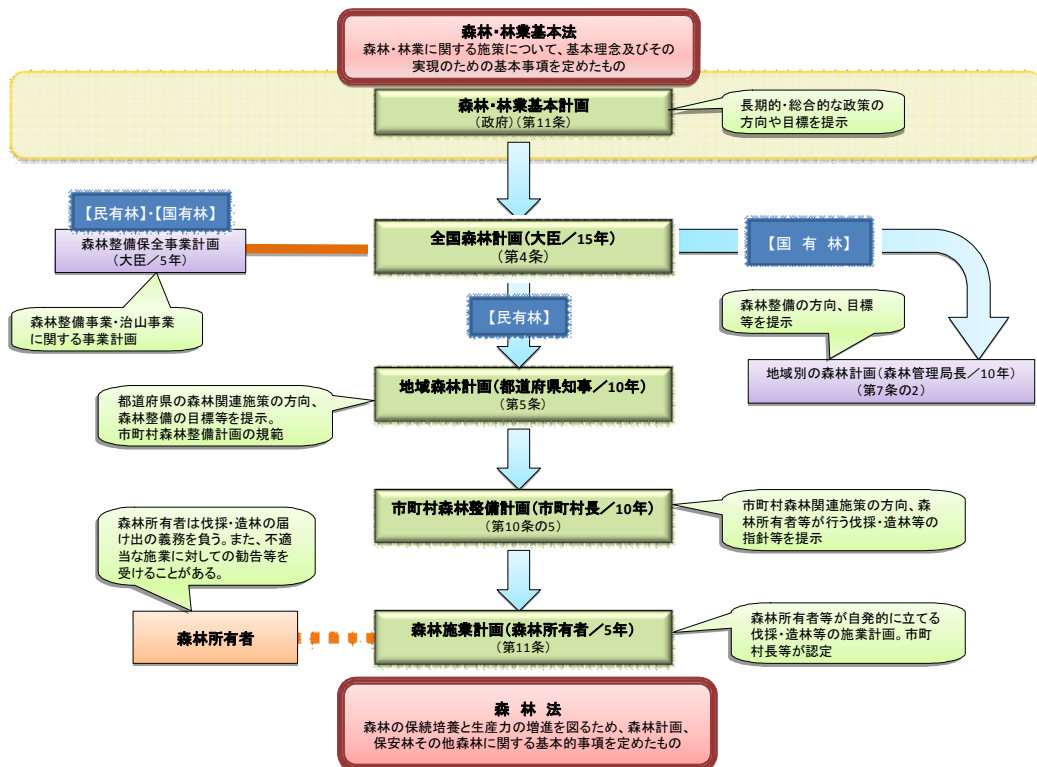 森林・林業基本法
森林・林業に関する施策について、基本理念及びその
実現のための基本事項を定めたもの
森林・林業基本計画
(政府)(第11条)
長期的・総合的な政策の
方向や目標を提示
【民有林】・【国有林】
森林整備保全事業計画
(大臣／5年)
全国森林計画(大臣／15年)
(第4条)
【国 有 林】
森林整備事業・治山事業
に関する事業計画
【民有林】
森林整備の方向、目標
等を提示
地域別の森林計画(森林管理局長／10年)
(第7条の2)
地域森林計画(都道府県知事／10年)
(第5条)
都道府県の森林関連施策の方向、
森林整備の目標等を提示。
市町村森林整備計画の規範
市町村森林整備計画(市町村長／10年)
(第10条の5)
市町村森林関連施策の方向、森
林所有者等が行う伐採・造林等の
指針等を提示
森林所有者は伐採・造林の届
け出の義務を負う。また、不適
当な施業に対しての勧告等を
受けることがある。
森林所有者
森林施業計画(森林所有者／5年)
(第11条)
森林所有者等が自発的に立てる
伐採・造林等の施業計画。市町
村長等が認定
森 林 法
森林の保続培養と生産力の増進を図るため、森林計画、
保安林その他森林に関する基本的事項を定めたもの